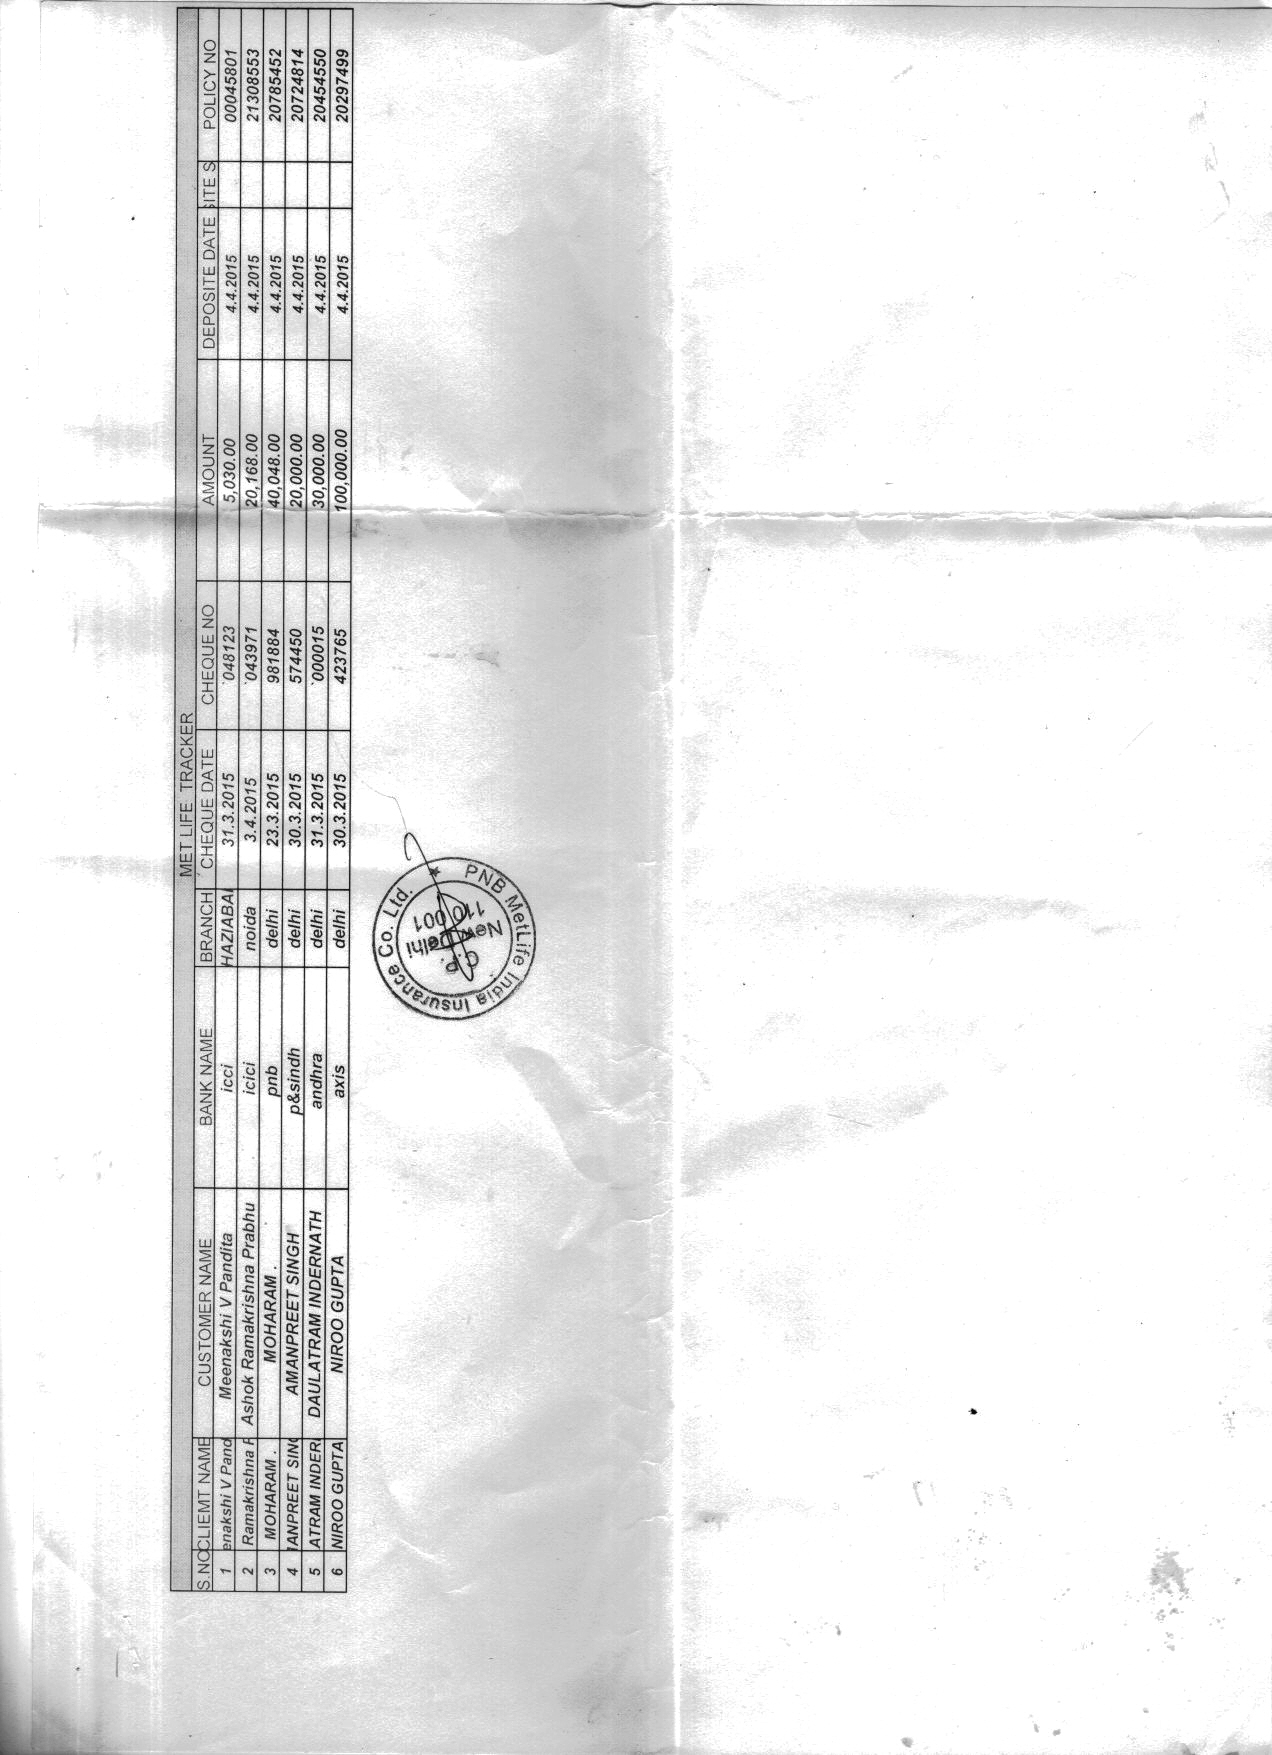 MET LIFE TRACKER
S.NO CLIEMT NAME CUSTOMER NAME BANK NAME BRANCH CHEQUE DATE CHEQUE NO AMOUNT DEPOSITE DATE SITE S POLICY NO
1 enakshi V Pand Meenakshi V Pandita icci HAZIABA 31.3.2015 `048123 5,030.00 4.4.2015 00045801
2 Ramakrishna P Ashok Ramakrishna Prabhu icici noida 3.4.2015 `043971 20,168.00 4.4.2015 21308553
3 MOHARAM . MOHARAM . pnb delhi 23.3.2015 981884 40,048.00 4.4.2015 20785452
4 ANPREET SING AMANPREET SINGH p&sindh delhi 30.3.2015 574450 20,000.00 4.4.2015 20724814
5 ATRAM INDER DAULATRAM INDERNATH andhra delhi 31.3.2015 `000015 30,000.00 4.4.2015 20454550
6 NIROO GUPTA NIROO GUPTA axis delhi 30.3.2015 423765 100,000.00 4.4.2015 20297499
PNB MetLife India Insurance Co. Ltd. ★
C.P.
New Delhi
110 001